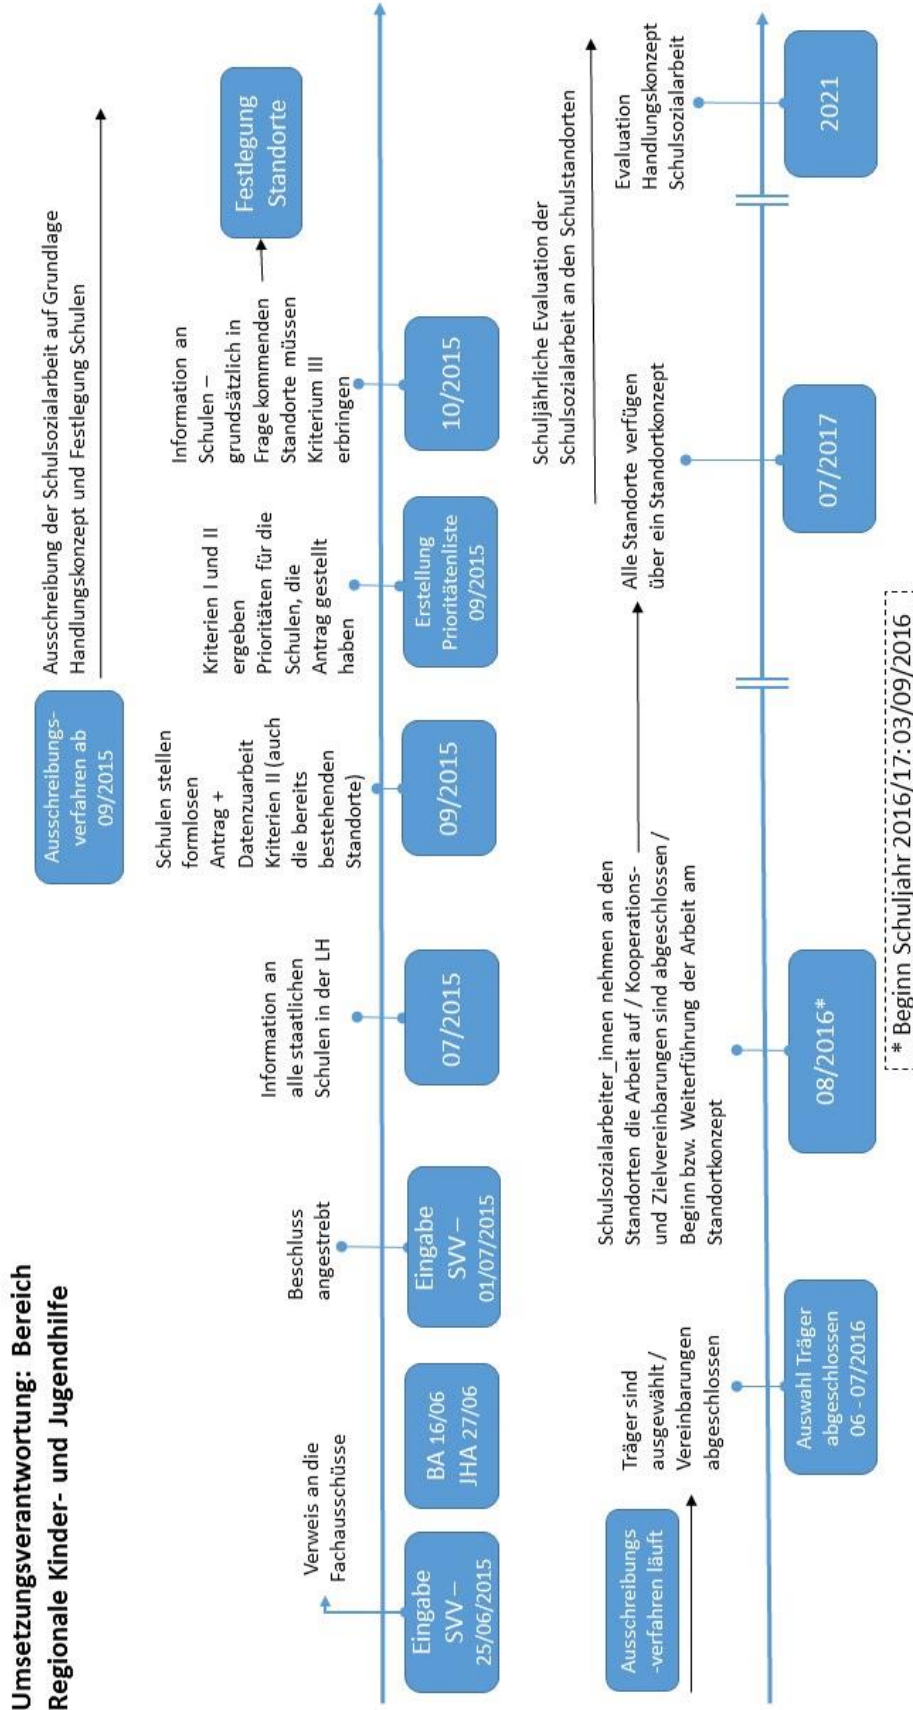 Umsetzungsverantwortung: Bereich
Regionale Kinder- und Jugendhilfe
Ausschreibungs-
verfahren ab
09/2015
Ausschreibung der Schulsozialarbeit auf Grundlage
Handlungskonzept und Festlegung Schulen
Verweis an die
Fachausschüsse
Eingabe
SVV –
25/06/2015
BA 16/06
JHA 27/06
Beschluss
angestrebt
Eingabe
SVV –
01/07/2015
Information an
alle staatlichen
Schulen in der LH
07/2015
Schulen stellen
formlosen
Antrag +
Datenzuarbeit
Kriterien II (auch
die bereits
bestehenden
Standorte)
09/2015
Kriterien I und II
ergeben
Prioritäten für die
Schulen, die
Antrag gestellt
haben
Erstellung
Prioritätenliste
09/2015
Information an
Schulen –
grundsätzlich in
Frage kommenden
Standorte müssen
Kriterium III
erbringen
10/2015
Festlegung
Standorte
Ausschreibungs
-verfahren läuft
Träger sind
ausgewählt /
Vereinbarungen
abgeschlossen
Auswahl Träger
abgeschlossen
06 - 07/2016
Schulsozialarbeiter_innen nehmen an den
Standorten die Arbeit auf / Kooperations-
und Zielvereinbarungen sind abgeschlossen /
Beginn bzw. Weiterführung der Arbeit am
Standortkonzept
08/2016*
Alle Standorte verfügen
über ein Standortkonzept
07/2017
Schuljährliche Evaluation der
Schulsozialarbeit an den Schulstandorten
Evaluation
Handlungskonzept
Schulsozialarbeit
2021
* Beginn Schuljahr 2016/17: 03/09/2016